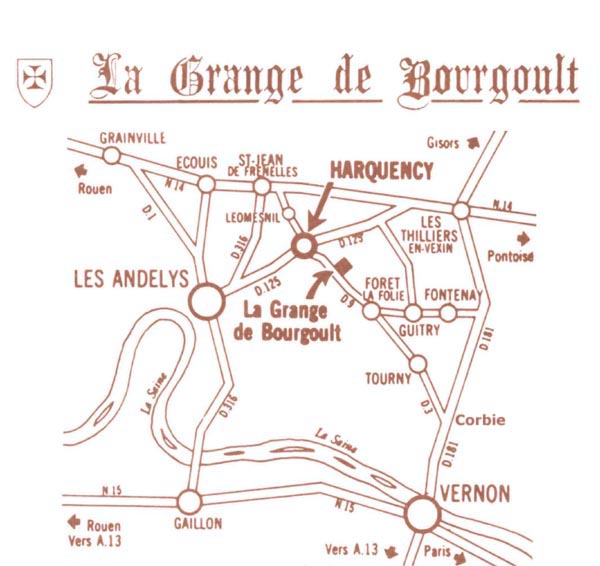 La Grange de Bovrgoult
GRAINVILLE
Gisors
ECOUIS
ST-JEAN
DE FRENELLES
HARQUENCY
Rouen
N.14
N.14
D.1
LEOMESNIL
D.316
D.125
LES
THILLIERS
EN-VEXIN
Pontoise
LES ANDELYS
D.125
La Grange
de Bourgoult
D.9
FORET
LA FOLIE
FONTENAY
GUITRY
D.181
TOURNY
La Seine
D.316
D.3
Corbie
La Seine
D.181
N.15
VERNON
N.15
GAILLON
Rouen
Vers A.13
Vers A.13
Paris